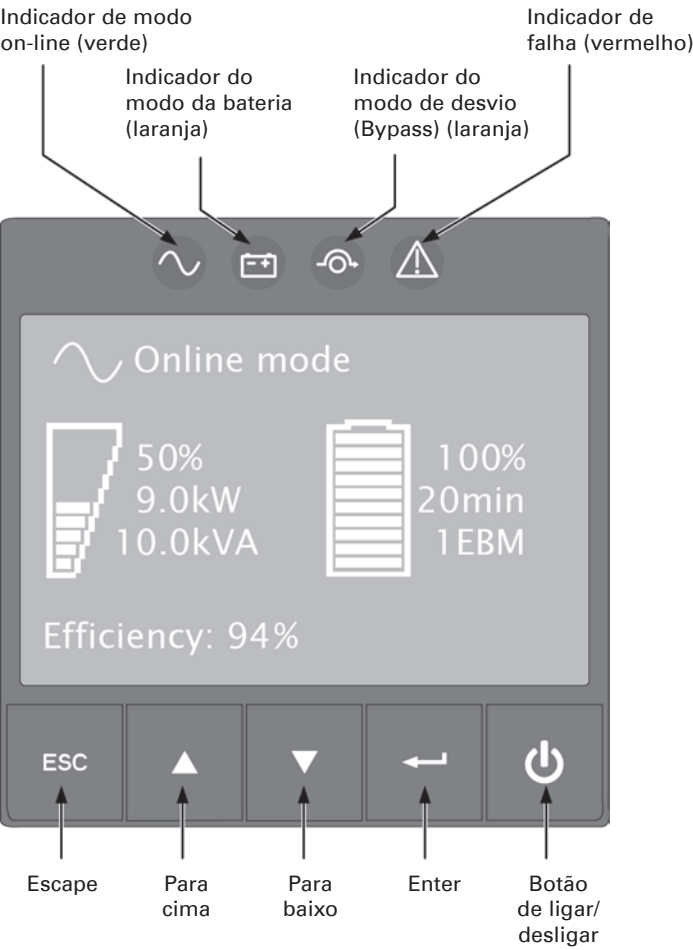 Indicador de modo
on-line (verde)
Indicador de
falha (vermelho)
Indicador do
modo da bateria
(laranja)
Indicador do
modo de desvio
(Bypass) (laranja)
Online mode
50%
9.0kW
10.0kVA
100%
20min
1EBM
Efficiency: 94%
ESC
Escape
Para
cima
Para
baixo
Enter
Botão
de ligar/
desligar